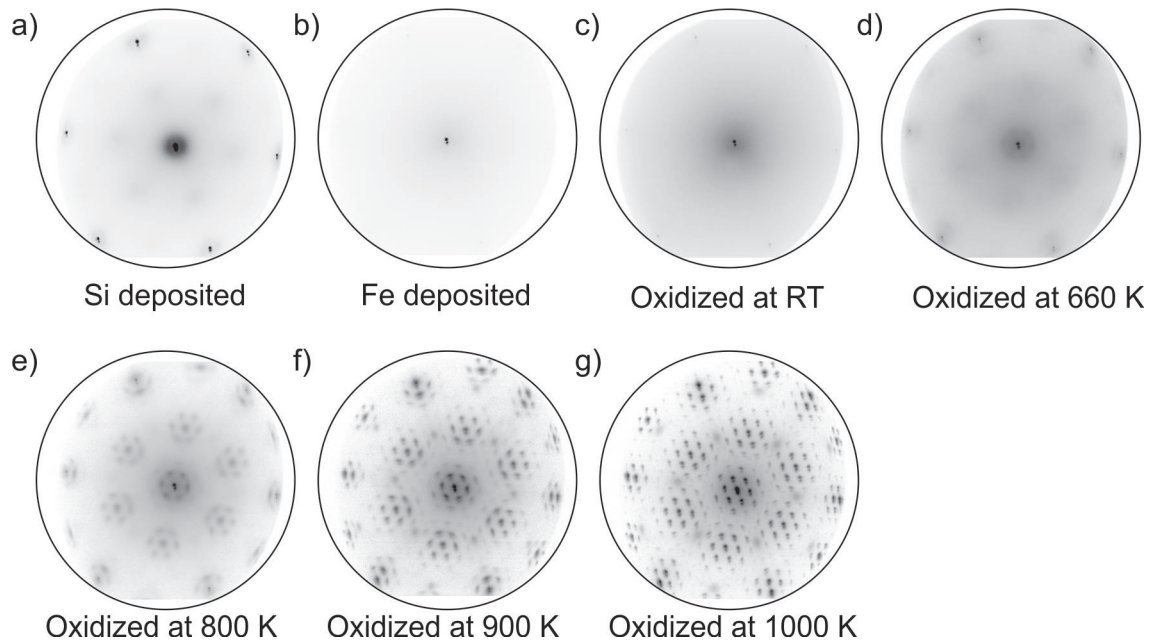 a)
b)
c)
d)
Si deposited
Fe deposited
Oxidized at RT
Oxidized at 660 K
e)
f)
g)
Oxidized at 800 K
Oxidized at 900 K
Oxidized at 1000 K